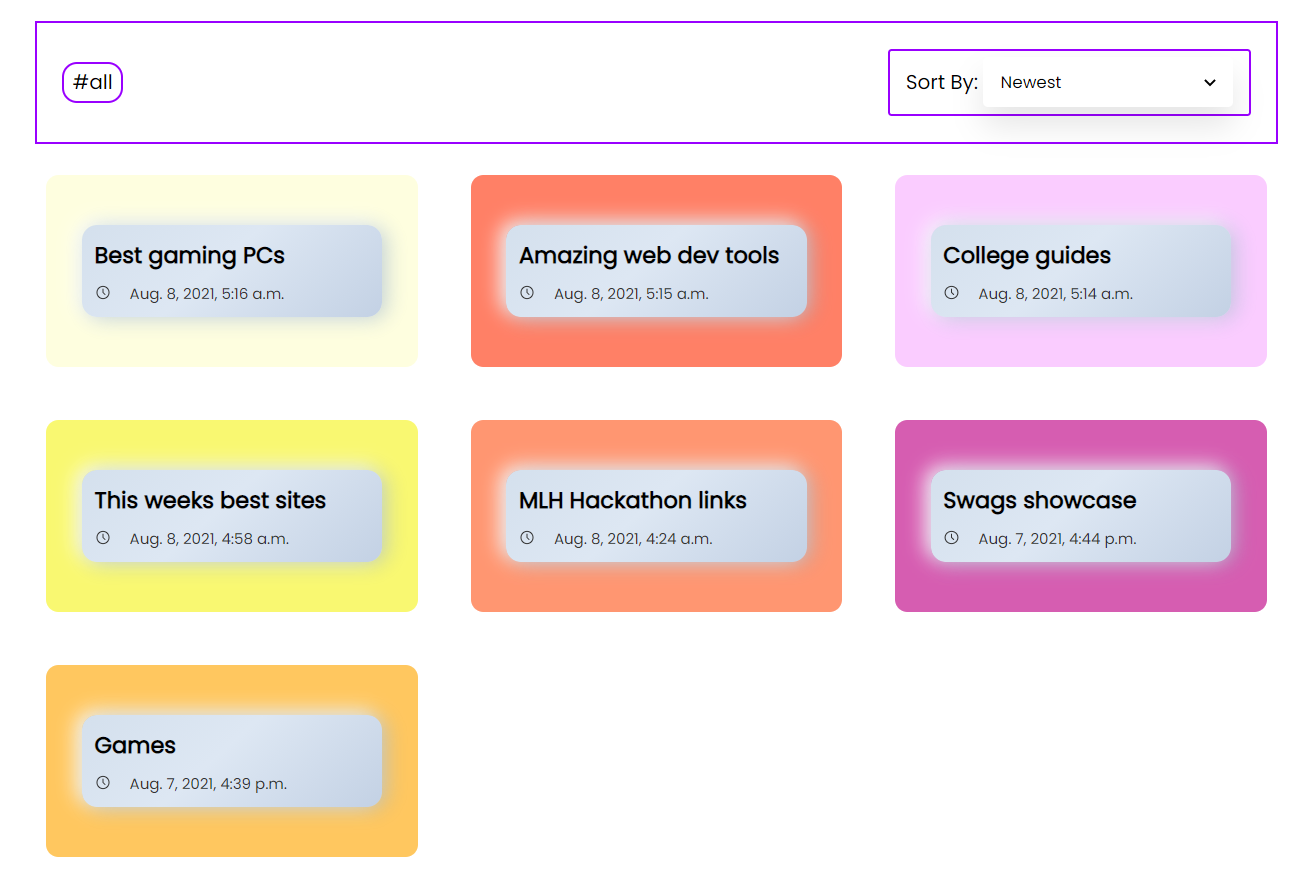 #all
Sort By: Newest
Best gaming PCs
Aug. 8, 2021, 5:16 a.m.
Amazing web dev tools
Aug. 8, 2021, 5:15 a.m.
College guides
Aug. 8, 2021, 5:14 a.m.
This weeks best sites
Aug. 8, 2021, 4:58 a.m.
MLH Hackathon links
Aug. 8, 2021, 4:24 a.m.
Swags showcase
Aug. 7, 2021, 4:44 p.m.
Games
Aug. 7, 2021, 4:39 p.m.